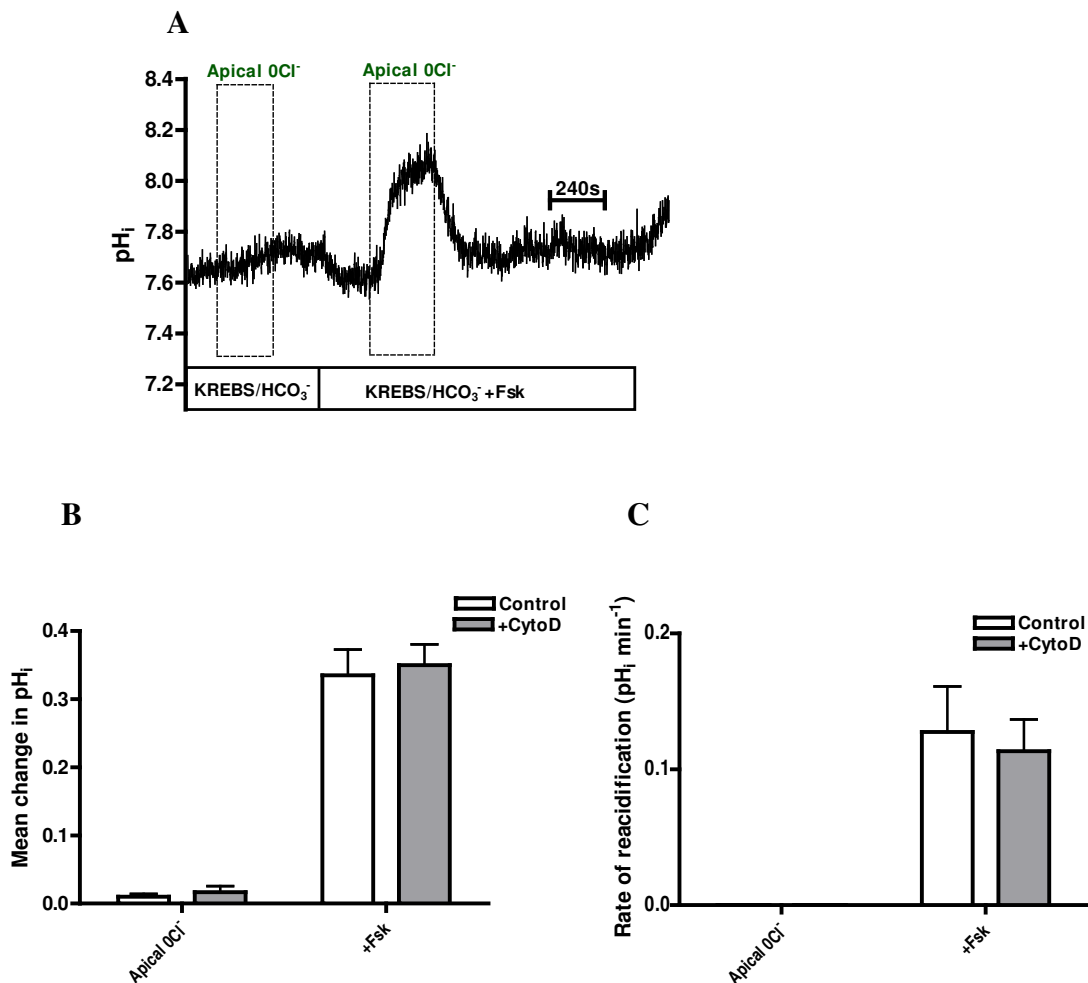 A
Apical 0Cl⁻ Apical 0Cl⁻
8.4
8.2
8.0
7.8
7.6
7.4
7.2
pHᵢ
240s
KREBS/HCO₃⁻ KREBS/HCO₃⁻ +Fsk
B
Control
+CytoD
0.4
0.3
0.2
0.1
0.0
Mean change in pHᵢ
Apical 0Cl⁻
+Fsk
C
Control
+CytoD
0.2
0.1
0.0
Rate of reacidification (pHᵢ min⁻¹)
Apical 0Cl⁻
+Fsk